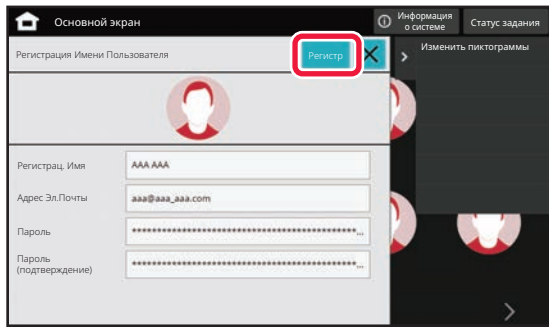 Основной экран
Информация
о системе
Статус задания
Регистрация Имени Пользователя
Регистр
Изменить пиктограммы
Регистрац. Имя
AAA AAA
Адрес Эл.Почты
aaa@aaa_aaa.com
Пароль
************************************************...
Пароль
(подтверждение)
************************************************...